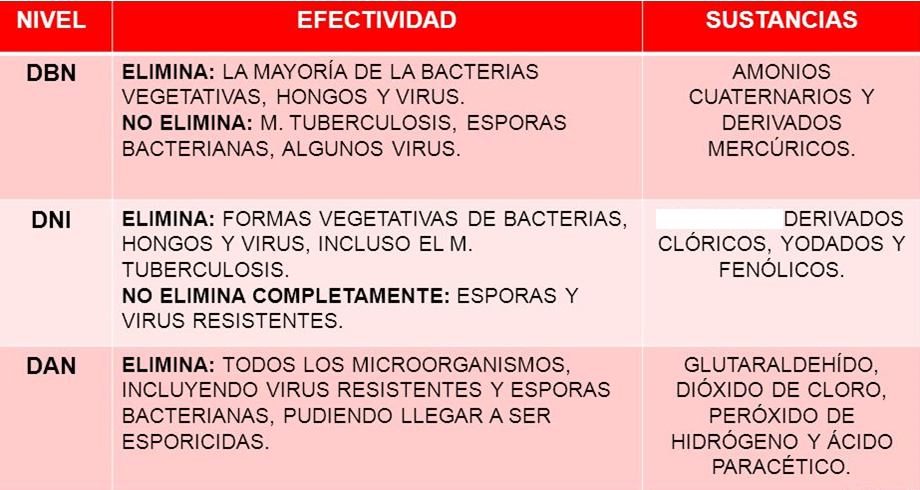 NIVEL EFECTIVIDAD SUSTANCIAS
DBN
ELIMINA: LA MAYORÍA DE LA BACTERIAS
VEGETATIVAS, HONGOS Y VIRUS.
NO ELIMINA: M. TUBERCULOSIS, ESPORAS
BACTERIANAS, ALGUNOS VIRUS.
AMONIOS
CUATERNARIOS Y
DERIVADOS
MERCÚRICOS.
DNI
ELIMINA: FORMAS VEGETATIVAS DE BACTERIAS,
HONGOS Y VIRUS, INCLUSO EL M.
TUBERCULOSIS.
NO ELIMINA COMPLETAMENTE: ESPORAS Y
VIRUS RESISTENTES.
DERIVADOS
CLÓRICOS, YODADOS Y
FENÓLICOS.
DAN
ELIMINA: TODOS LOS MICROORGANISMOS,
INCLUYENDO VIRUS RESISTENTES Y ESPORAS
BACTERIANAS, PUDIENDO LLEGAR A SER
ESPORICIDAS.
GLUTARALDEHÍDO,
DIÓXIDO DE CLORO,
PERÓXIDO DE
HIDRÓGENO Y ÁCIDO
PARACÉTICO.